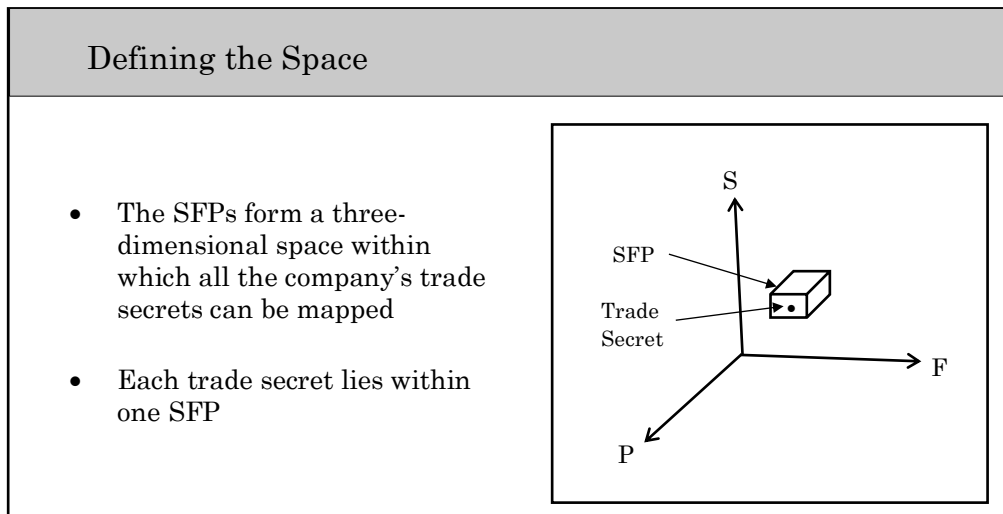 Defining the Space
• The SFPs form a three-
dimensional space within
which all the company's trade
secrets can be mapped
• Each trade secret lies within
one SFP
S
SFP
Trade
Secret
F
P